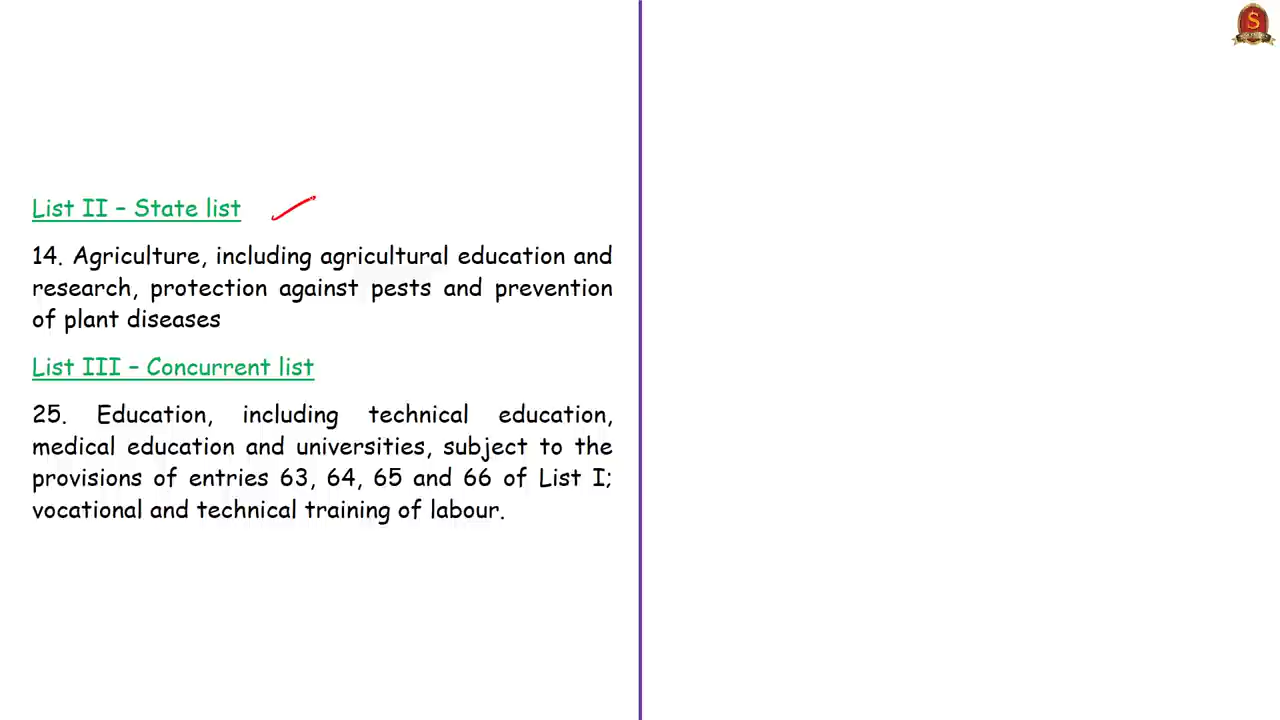 List II – State list
14. Agriculture, including agricultural education and
research, protection against pests and prevention
of plant diseases
List III – Concurrent list
25. Education, including technical education,
medical education and universities, subject to the
provisions of entries 63, 64, 65 and 66 of List I;
vocational and technical training of labour.
S